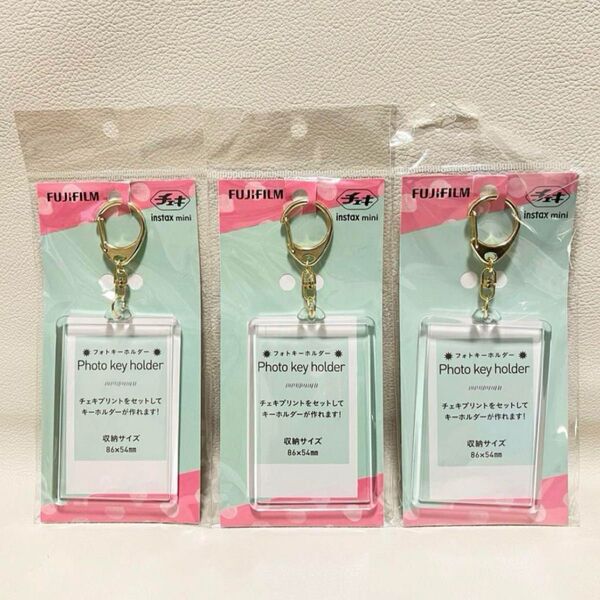 FUJIFILM
チェキ
instax mini
フォトキーホルダー
Photo key holder
チェキプリントをセットして
キーホルダーが作れます!
収納サイズ
86×54mm
FUJIFILM
チェキ
instax mini
フォトキーホルダー
Photo key holder
チェキプリントをセットして
キーホルダーが作れます!
収納サイズ
86×54mm
FUJIFILM
チェキ
instax mini
フォトキーホルダー
Photo key holder
チェキプリントをセットして
キーホルダーが作れます!
収納サイズ
86×54mm